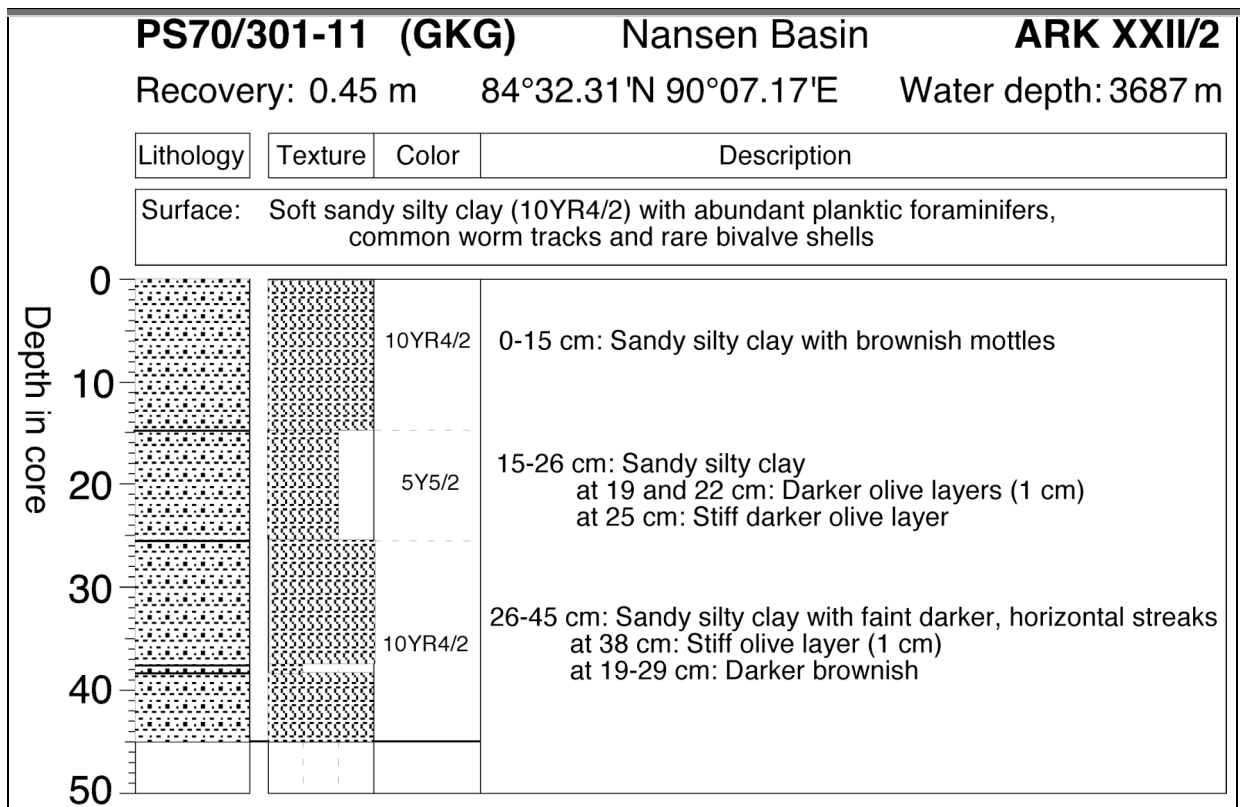 PS70/301-11 (GKG) Nansen Basin ARK XXII/2
Recovery: 0.45 m 84°32.31'N 90°07.17'E Water depth: 3687 m
Lithology Texture Color Description
Surface: Soft sandy silty clay (10YR4/2) with abundant planktic foraminifers,
common worm tracks and rare bivalve shells
Depth in core
0
10
20
30
40
50
10YR4/2 0-15 cm: Sandy silty clay with brownish mottles
15-26 cm: Sandy silty clay
5Y5/2 at 19 and 22 cm: Darker olive layers (1 cm)
at 25 cm: Stiff darker olive layer
26-45 cm: Sandy silty clay with faint darker, horizontal streaks
10YR4/2 at 38 cm: Stiff olive layer (1 cm)
at 19-29 cm: Darker brownish